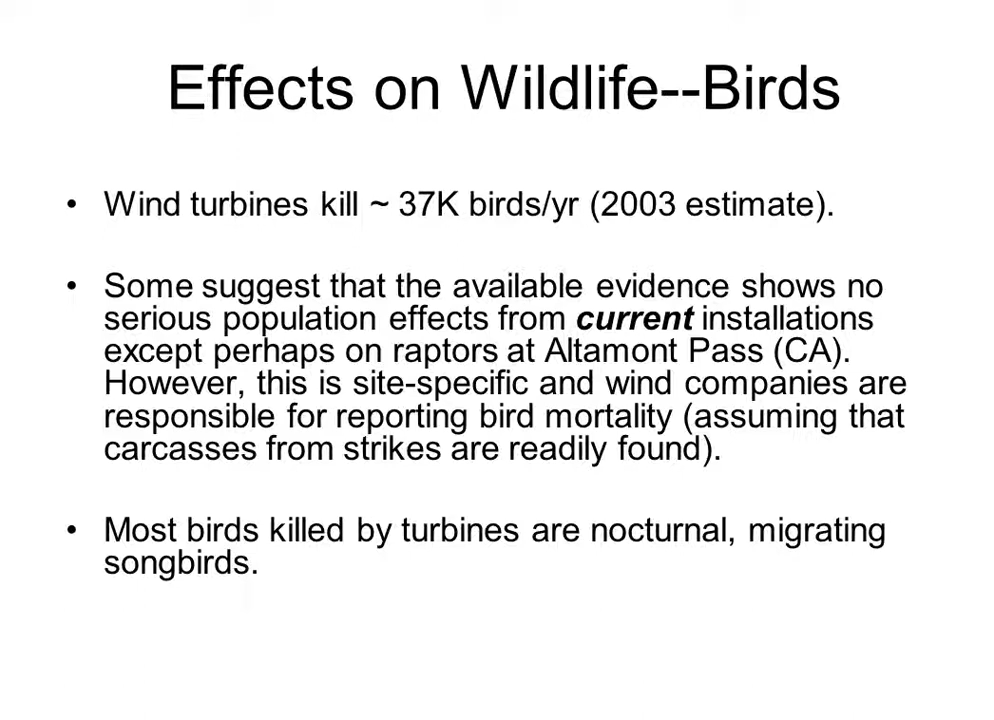 Effects on Wildlife--Birds
• Wind turbines kill ~ 37K birds/yr (2003 estimate).
• Some suggest that the available evidence shows no
serious population effects from current installations
except perhaps on raptors at Altamont Pass (CA).
However, this is site-specific and wind companies are
responsible for reporting bird mortality (assuming that
carcasses from strikes are readily found).
• Most birds killed by turbines are nocturnal, migrating
songbirds.